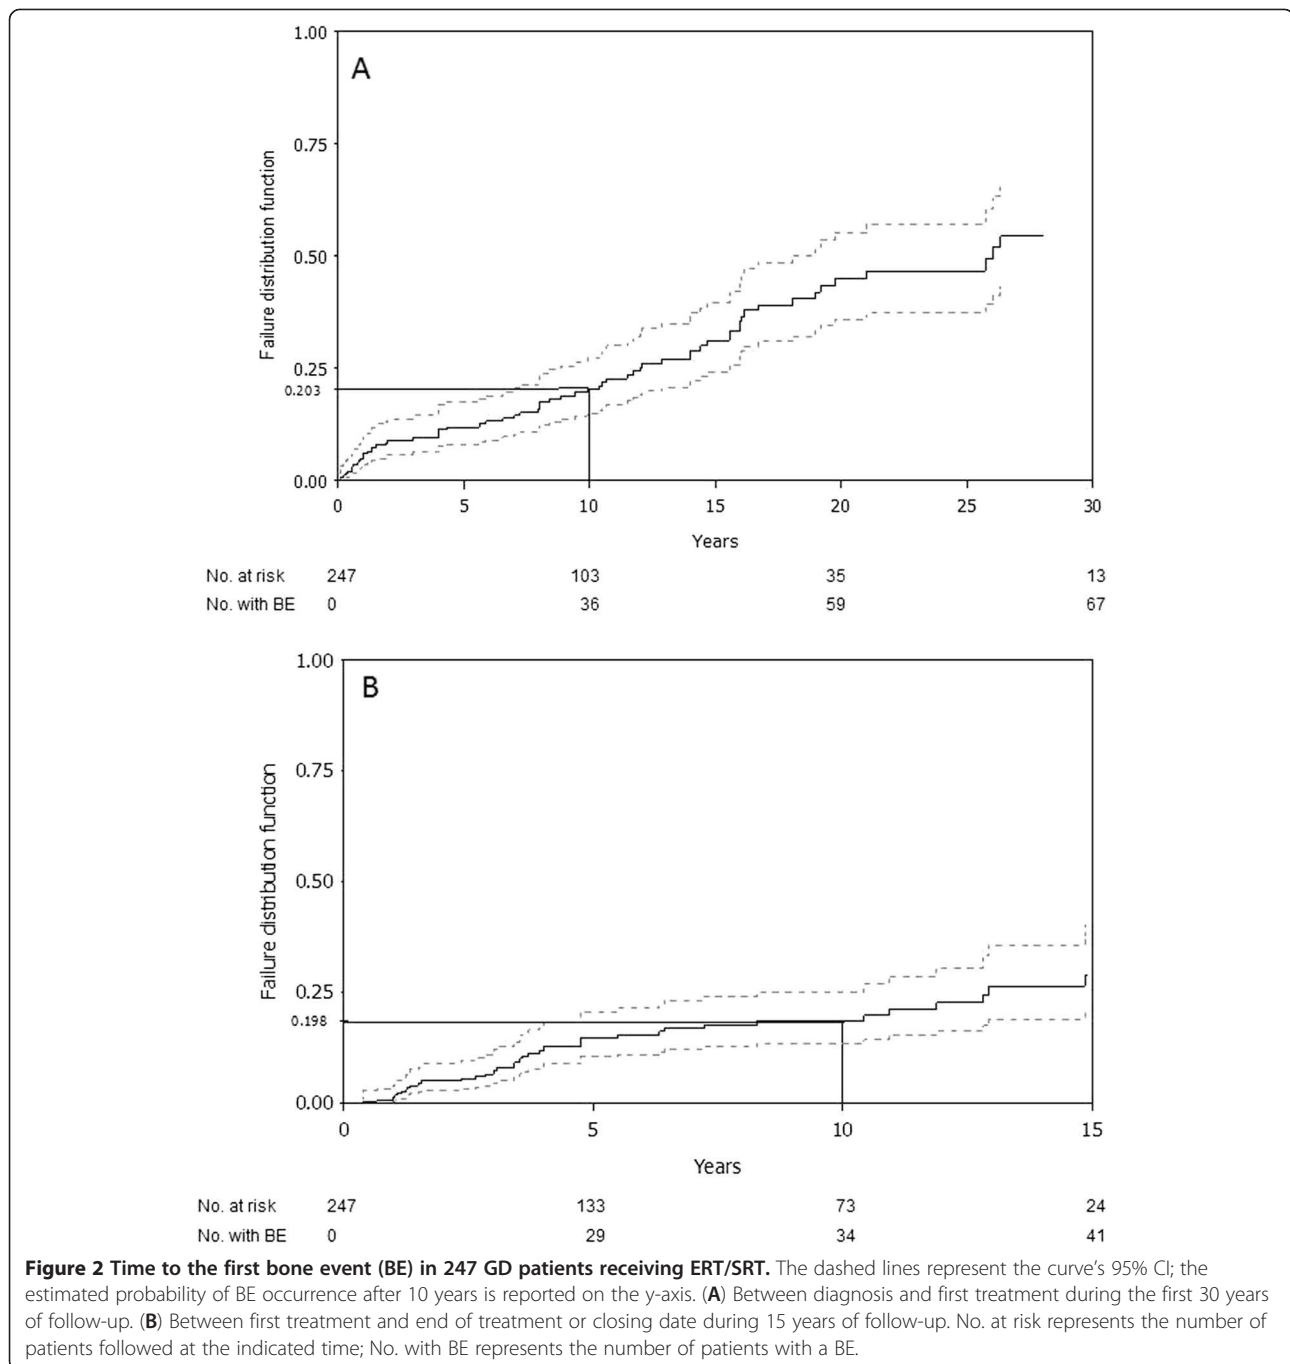 1.00
A
0.75
Failure distribution function
0.50
0.25
0.203
0.00
0 5 10 15 20 25 30
Years
No. at risk 247 103 35 13
No. with BE 0 36 59 67
1.00
B
0.75
Failure distribution function
0.50
0.25
0.198
0.00
0 5 10 15
Years
No. at risk 247 133 73 24
No. with BE 0 29 34 41
Figure 2 Time to the first bone event (BE) in 247 GD patients receiving ERT/SRT. The dashed lines represent the curve's 95% CI; the
estimated probability of BE occurrence after 10 years is reported on the y-axis. (A) Between diagnosis and first treatment during the first 30 years
of follow-up. (B) Between first treatment and end of treatment or closing date during 15 years of follow-up. No. at risk represents the number of
patients followed at the indicated time; No. with BE represents the number of patients with a BE.